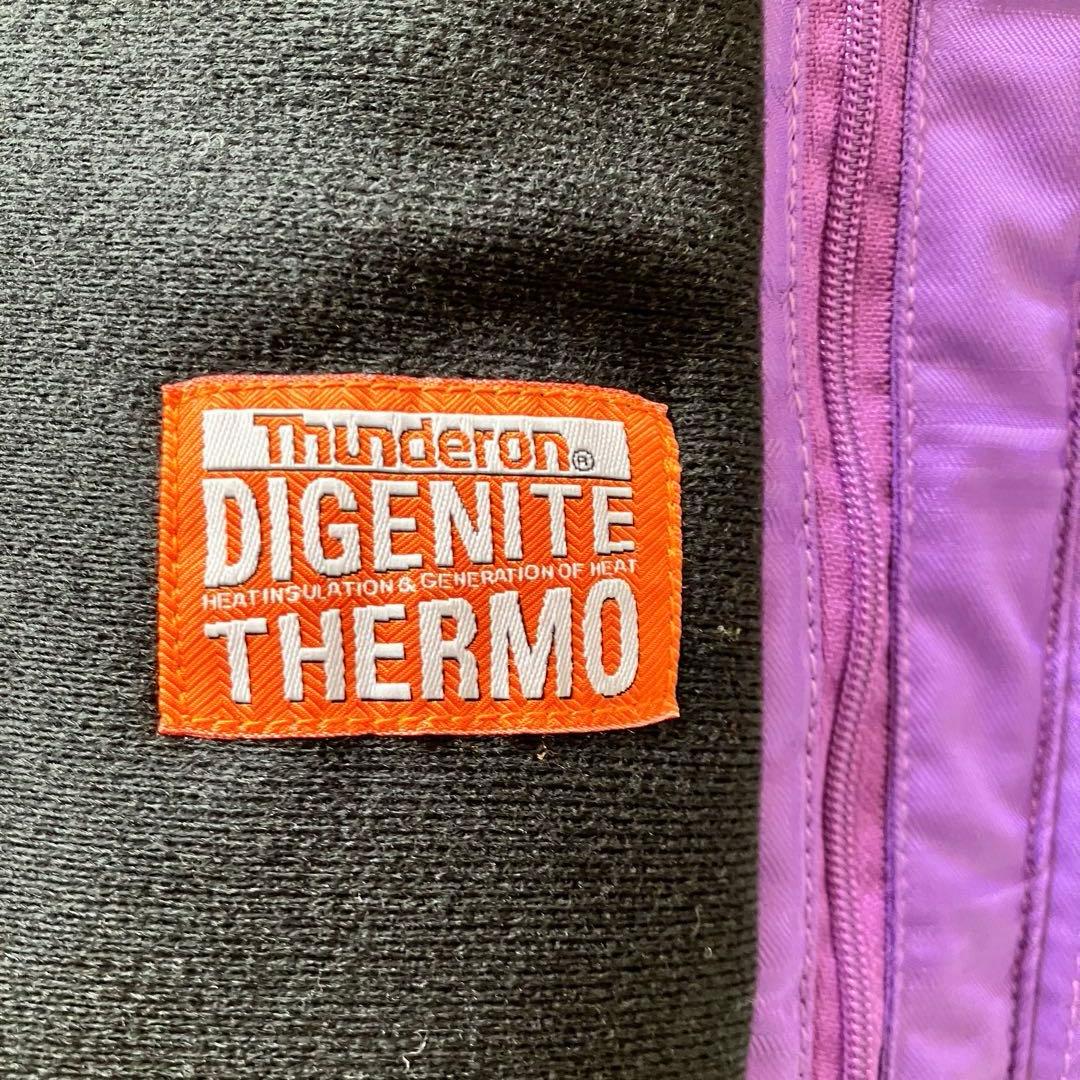 Thunderon®
DIGENITE
HEAT INSULATION & GENERATION OF HEAT
THERMO